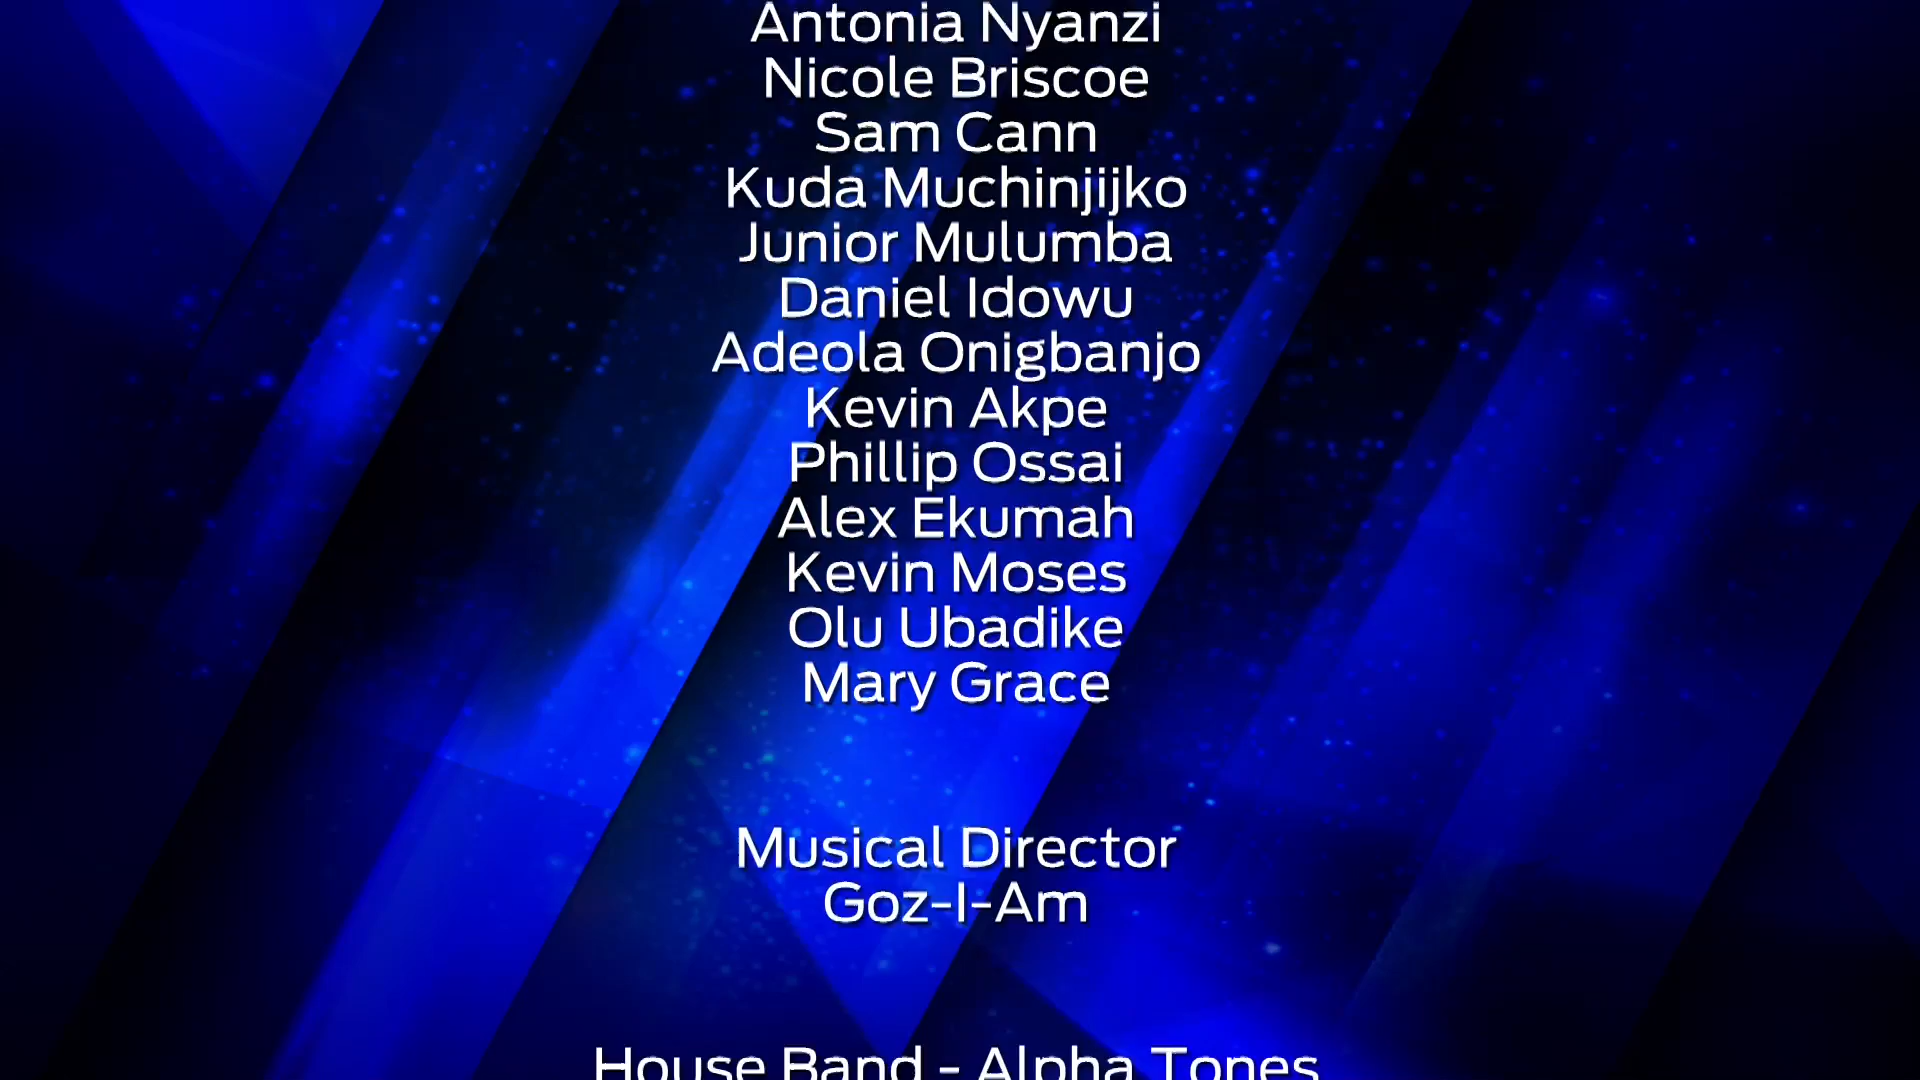 Antonia Nyanzi
Nicole Briscoe
Sam Cann
Kuda Muchinjijko
Junior Mulumba
Daniel Idowu
Adeola Onigbanjo
Kevin Akpe
Phillip Ossai
Alex Ekumah
Kevin Moses
Olu Ubadike
Mary Grace
Musical Director
Goz-I-Am
House Band - Alpha Tones